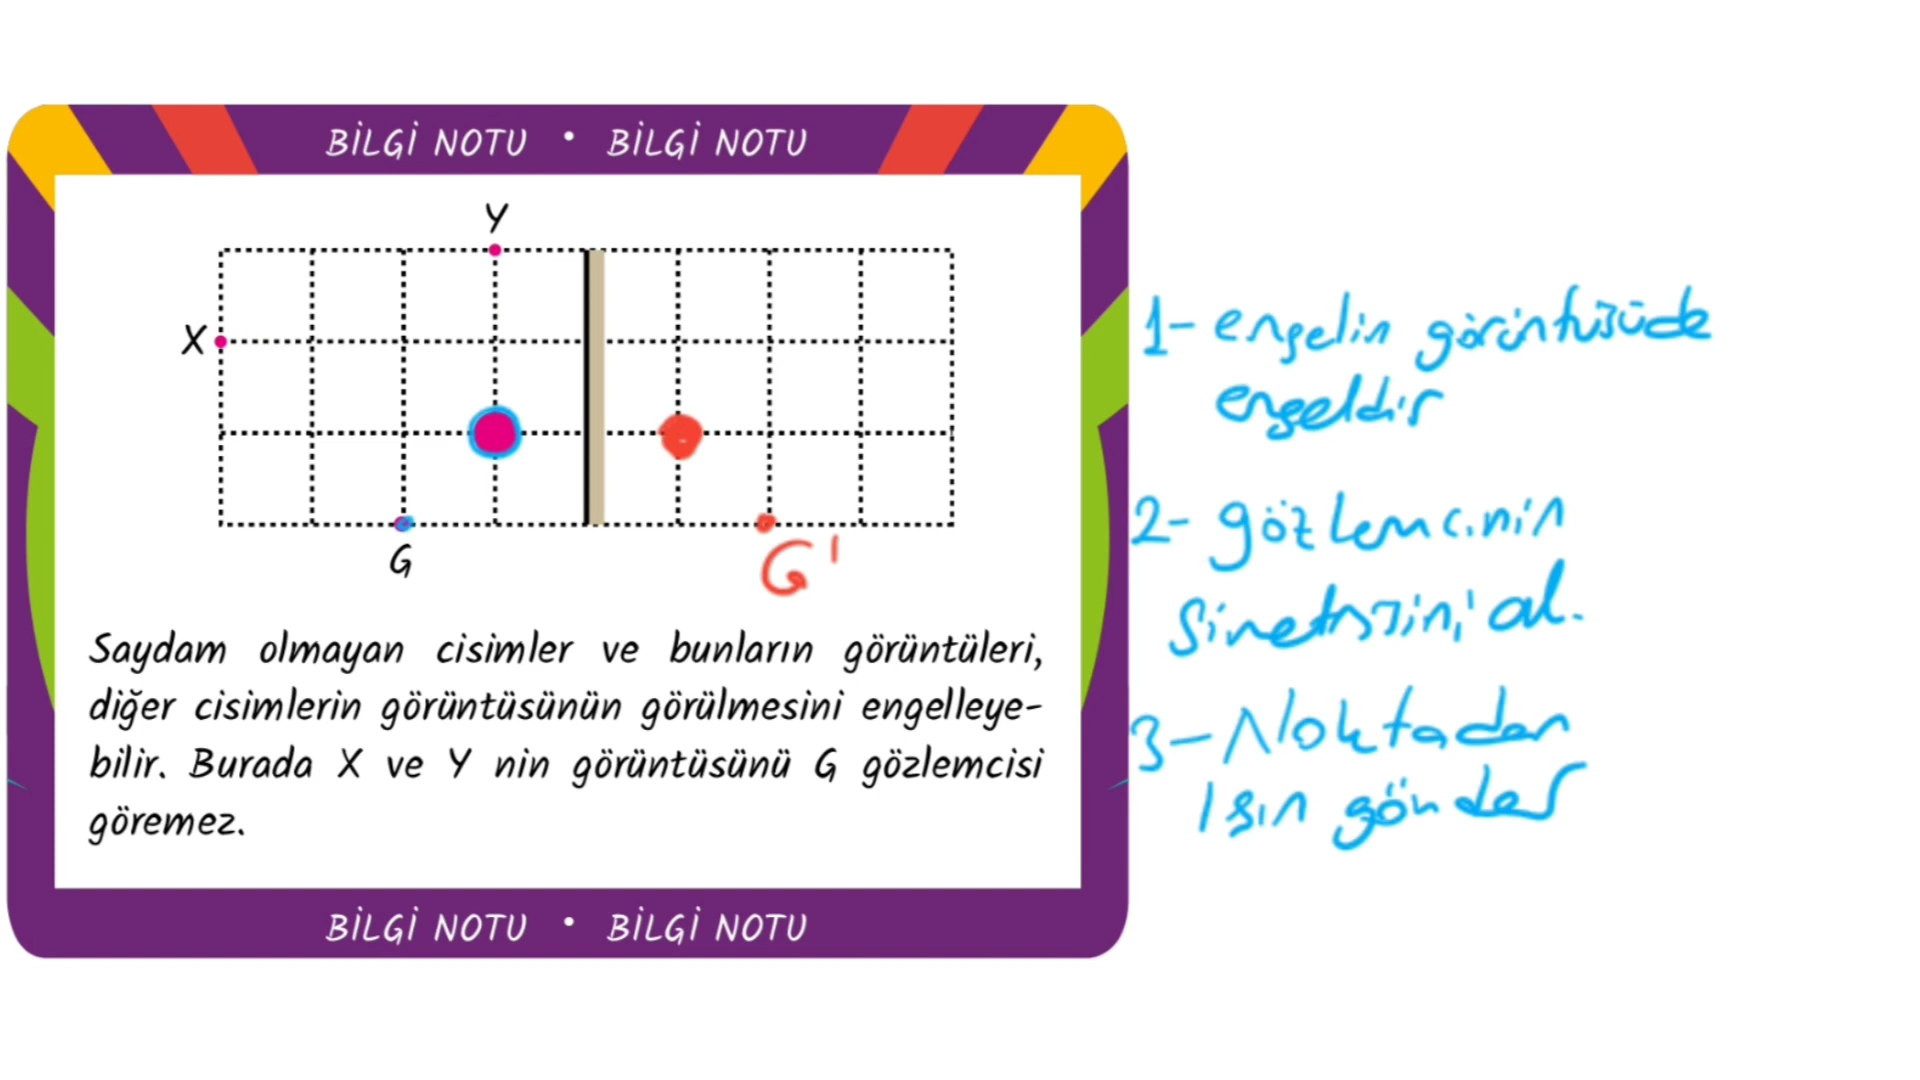 BİLGİ NOTU • BİLGİ NOTU
Y
X
G
G'
Saydam olmayan cisimler ve bunların görüntüleri,
diğer cisimlerin görüntüsünün görülmesini engelleye-
bilir. Burada X ve Y nin görüntüsünü G gözlemcisi
göremez.
BİLGİ NOTU • BİLGİ NOTU
1- engelin görüntüsüde
engeldir
2- gözlemcinin
simetrisini al.
3- Noktadan
ışın gönder